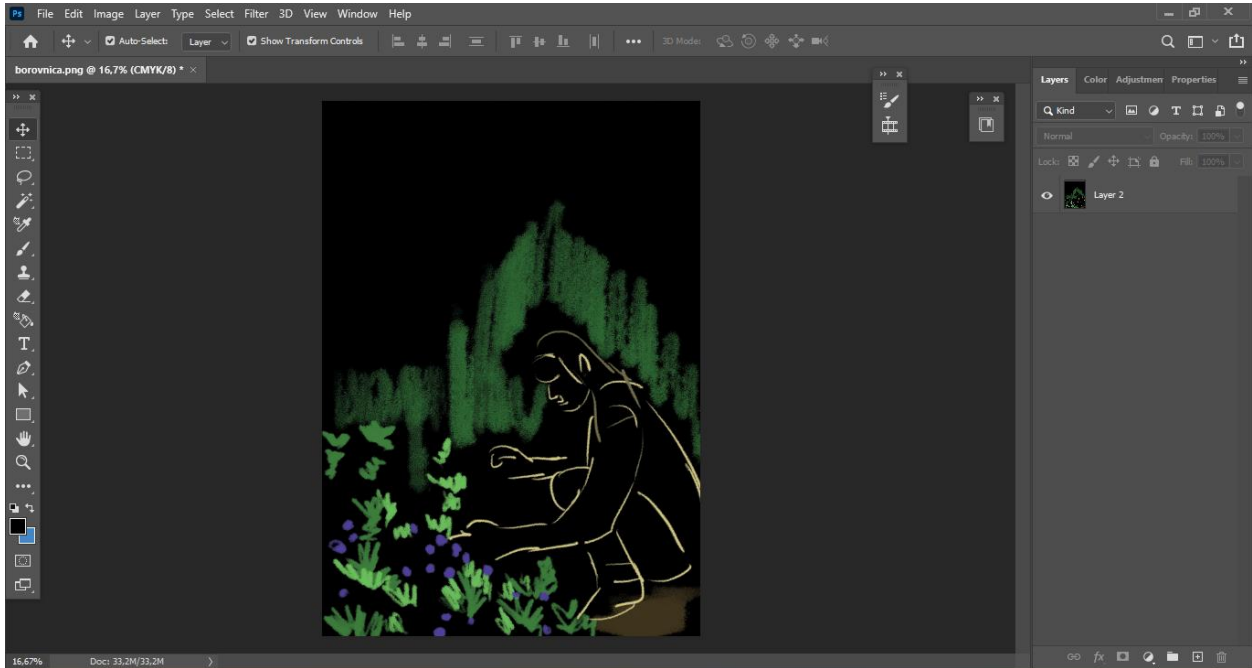 Ps File Edit Image Layer Type Select Filter 3D View Window Help
Auto-Select: Layer Show Transform Controls 3D Mode:
borovnica.png @ 16,7% (CMYK/8) * ×
Layers Color Adjustmen Properties
Kind
Normal Opacity: 100%
Lock: Fill: 100%
Layer 2
fx
16,67% Doc: 33,2M/33,2M